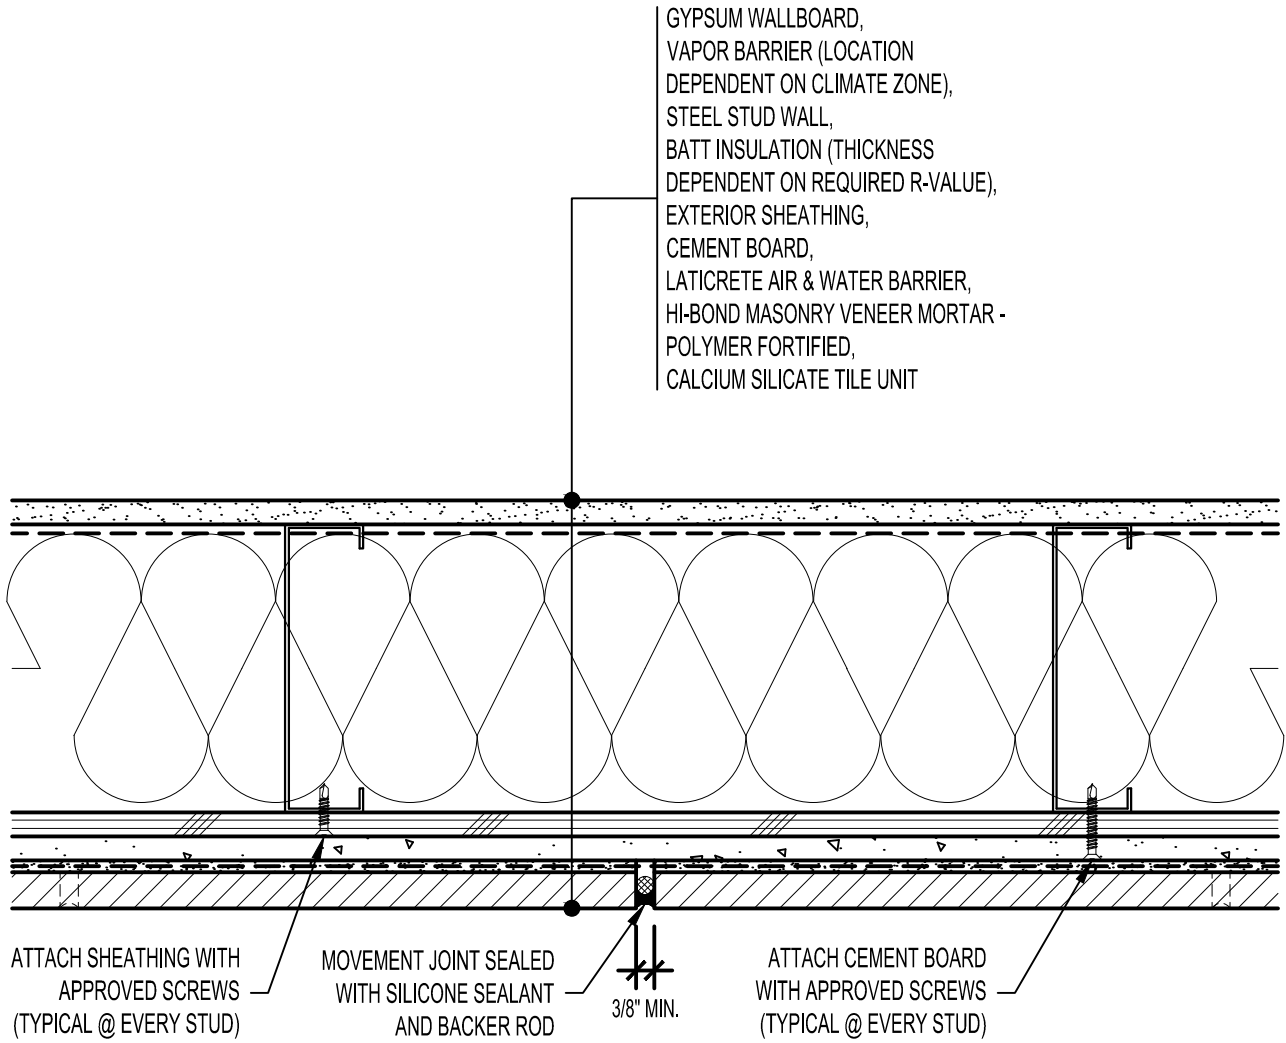 GYPSUM WALLBOARD,
VAPOR BARRIER (LOCATION
DEPENDENT ON CLIMATE ZONE),
STEEL STUD WALL,
BATT INSULATION (THICKNESS
DEPENDENT ON REQUIRED R-VALUE),
EXTERIOR SHEATHING,
CEMENT BOARD,
LATICRETE AIR & WATER BARRIER,
HI-BOND MASONRY VENEER MORTAR -
POLYMER FORTIFIED,
CALCIUM SILICATE TILE UNIT
ATTACH SHEATHING WITH
APPROVED SCREWS
(TYPICAL @ EVERY STUD)
MOVEMENT JOINT SEALED
WITH SILICONE SEALANT
AND BACKER ROD
3/8" MIN.
ATTACH CEMENT BOARD
WITH APPROVED SCREWS
(TYPICAL @ EVERY STUD)